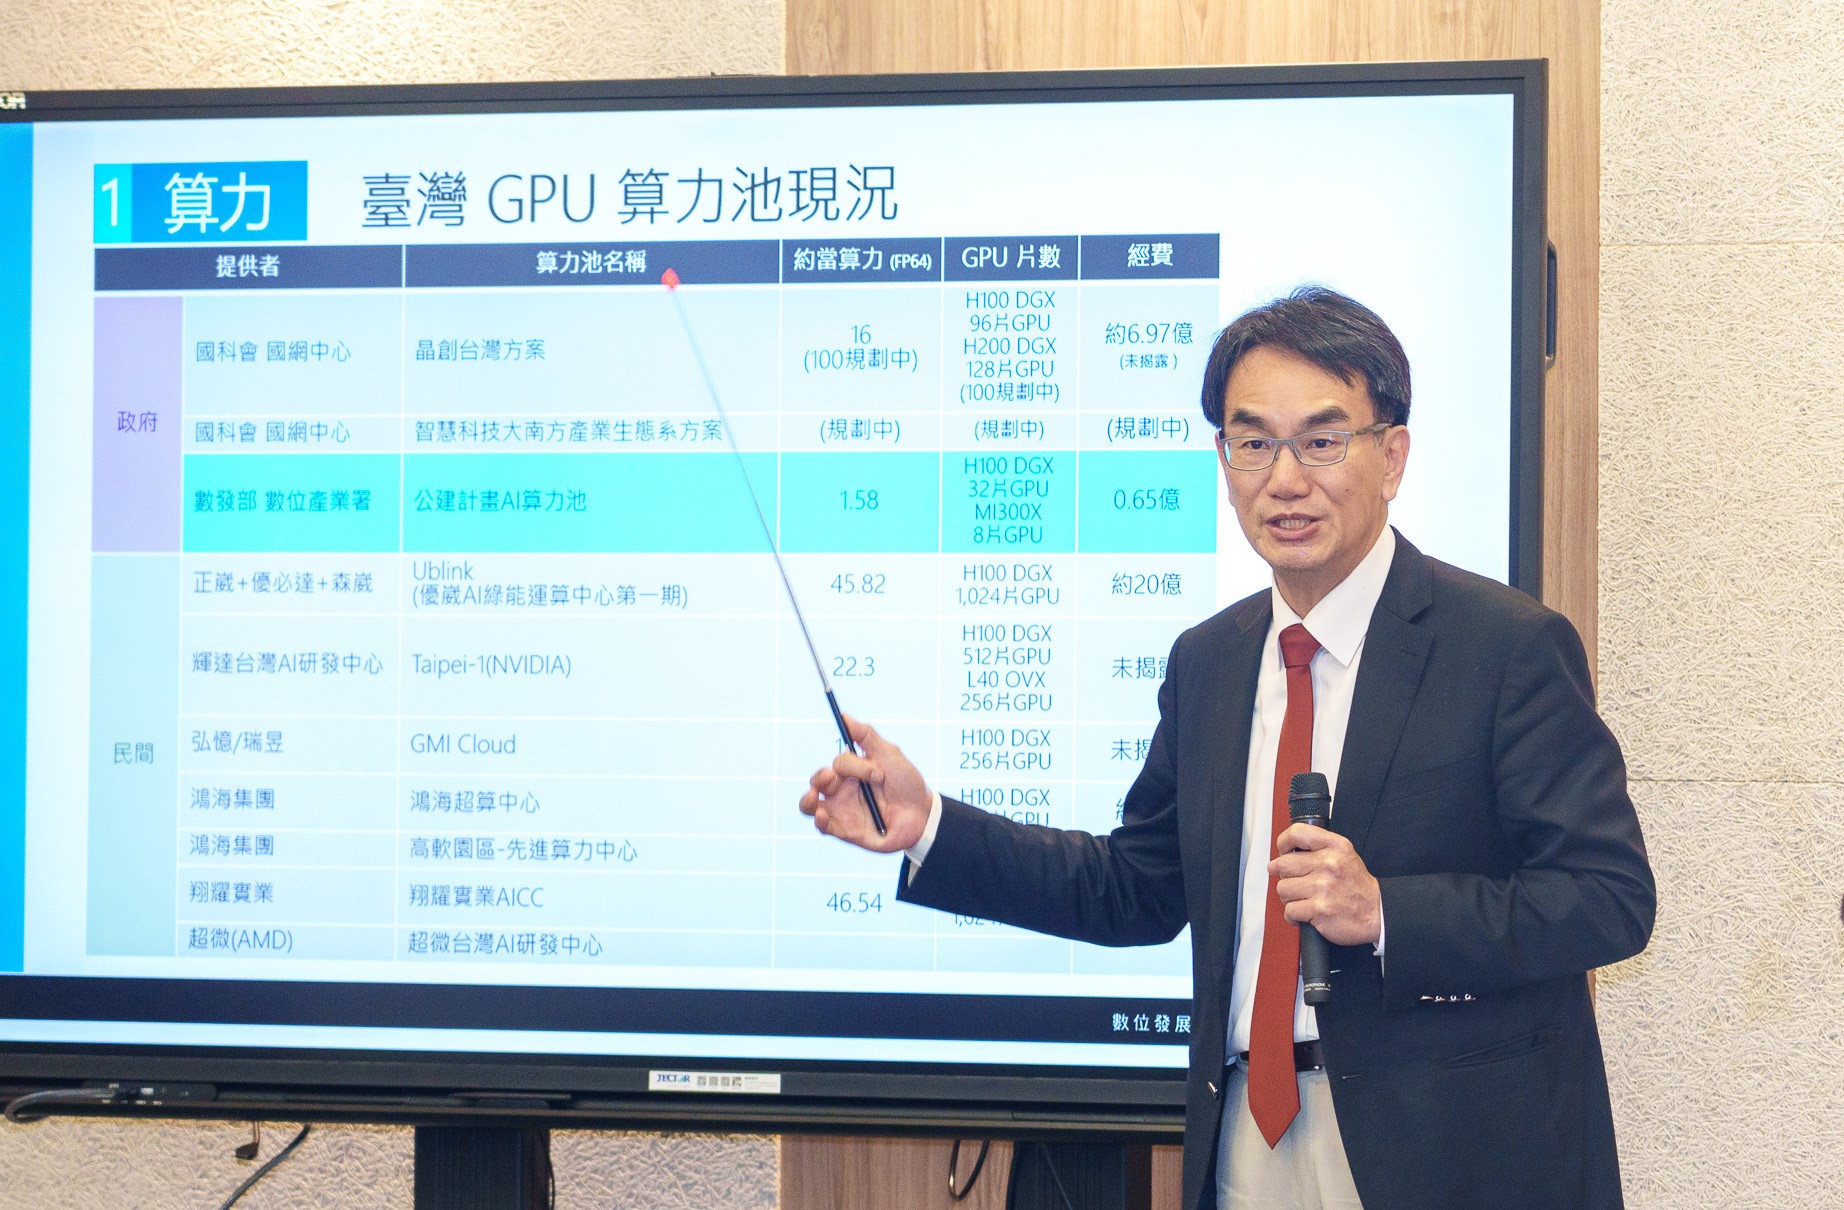 1 算力 臺灣 GPU 算力池現況
提供者 算力池名稱 約當算力 (FP64) GPU 片數 經費
政府
國科會 國網中心
晶創台灣方案
16
(100規劃中)
H100 DGX
96片GPU
H200 DGX
128片GPU
(100規劃中)
約6.97億
(未揭露)
國科會 國網中心
智慧科技大南方產業生態系方案
(規劃中)
(規劃中)
(規劃中)
數發部 數位產業署
公建計畫AI算力池
1.58
H100 DGX
32片GPU
MI300X
8片GPU
0.65億
民間
正崴+優必達+森崴
Ublink
(優崴AI綠能運算中心第一期)
45.82
H100 DGX
1,024片GPU
約20億
輝達台灣AI研發中心
Taipei-1(NVIDIA)
22.3
H100 DGX
512片GPU
L40 OVX
256片GPU
未揭
弘憶/瑞昱
GMI Cloud
H100 DGX
256片GPU
未
鴻海集團
鴻海超算中心
H100 DGX
GPU
鴻海集團
高軟園區-先進算力中心
翔耀實業
翔耀實業AICC
46.54
超微(AMD)
超微台灣AI研發中心
數位發展
JECTOR